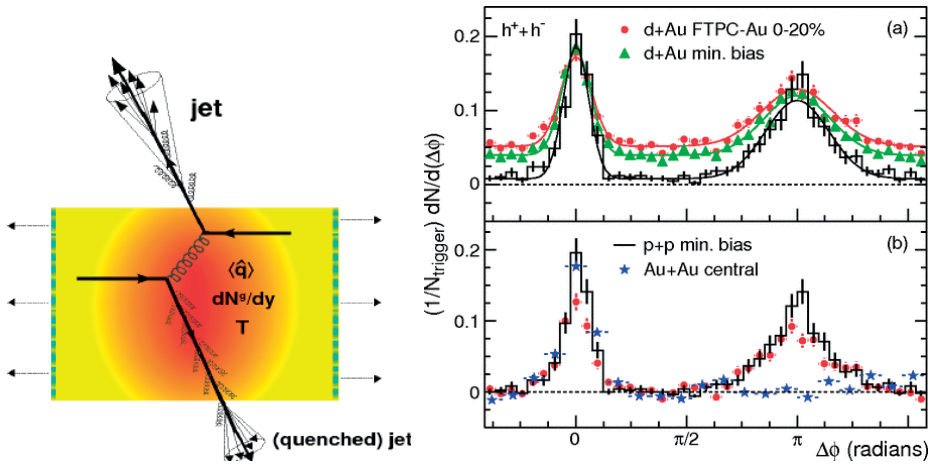 jet
⟨q̂⟩
dNᵍ/dy
T
(quenched) jet
(1/N_trigger) dN/d(Δϕ)
h⁺+h⁻
d+Au FTPC-Au 0-20%
d+Au min. bias
(a)
0.2
0.1
0
p+p min. bias
Au+Au central
(b)
0.2
0.1
0
0
π/2
π
Δϕ (radians)